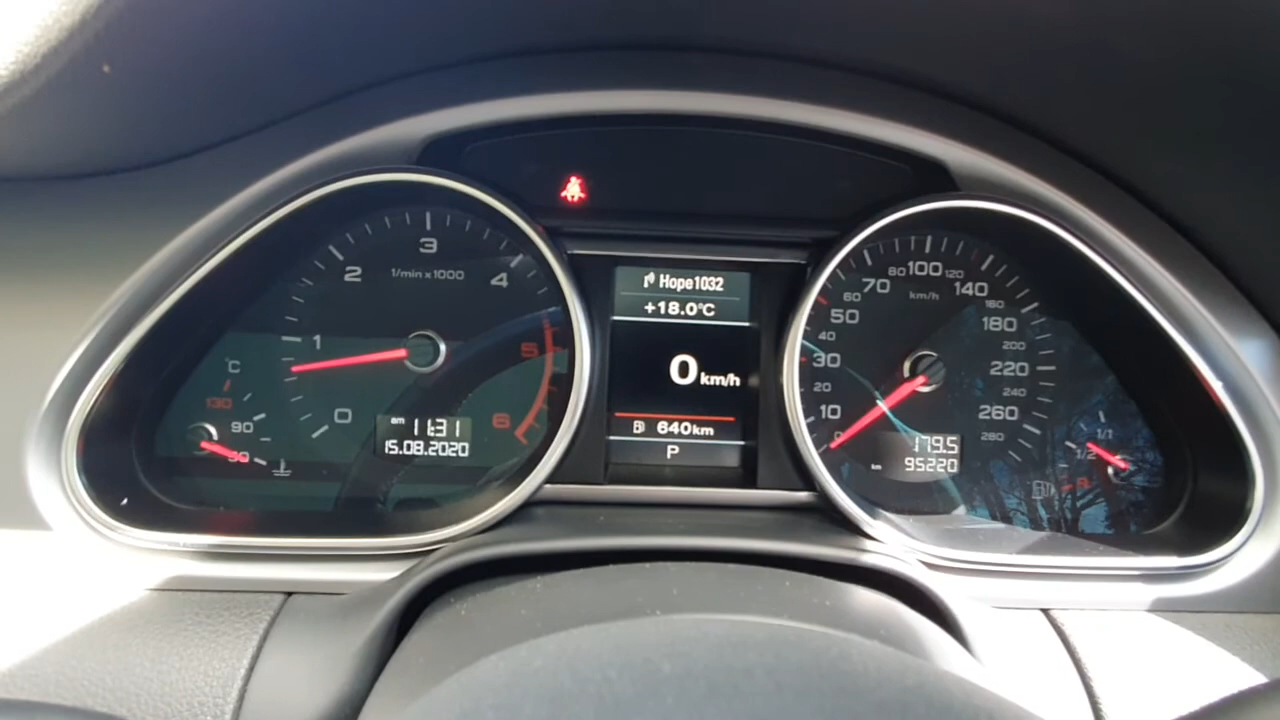 3
2
1/min x 1000
4
1
5
0
6
°C
130
90
50
am 11:31
15.08.2020
Hope1032
+18.0°C
0 km/h
640km
P
80 100 120
70
km/h
140
60
160
50
180
40
200
30
220
20
240
10
260
0
280
179.5
km 95220
1/1
1/2
R